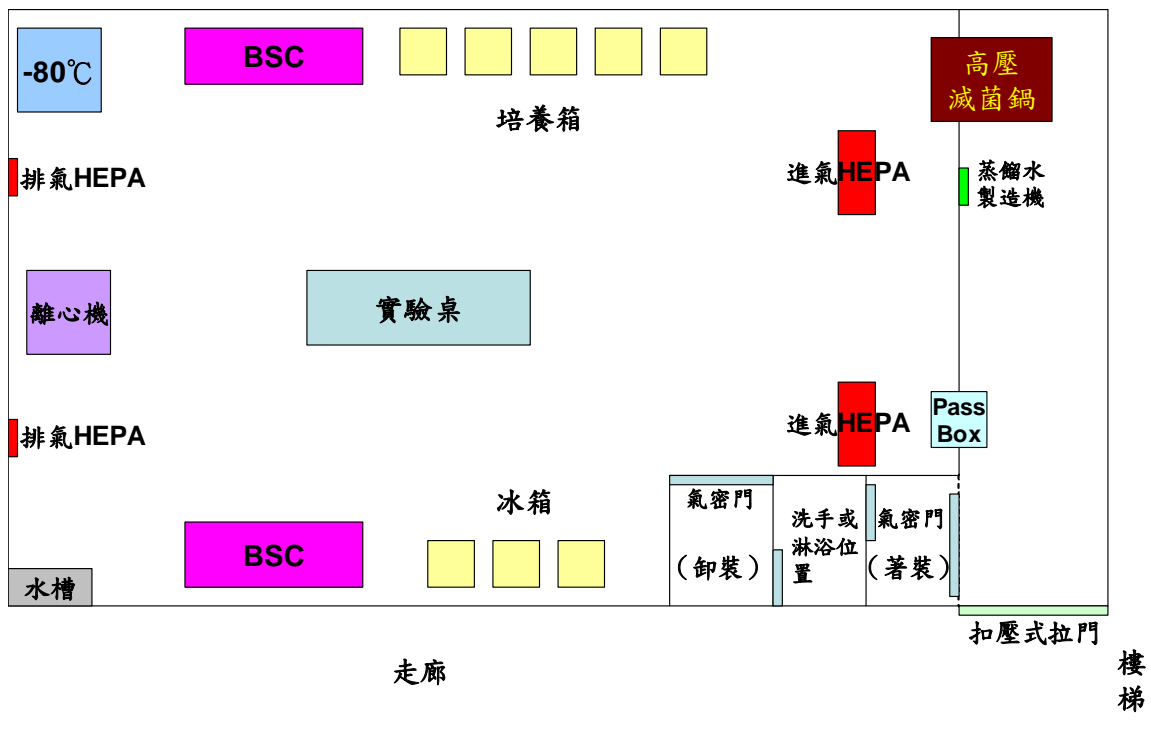 -80℃
BSC
高壓
滅菌鍋
培養箱
排氣HEPA
進氣HEPA
蒸餾水
製造機
離心機
實驗桌
排氣HEPA
進氣HEPA
Pass
Box
冰箱
氣密門
(卸裝)
洗手或
淋浴位
置
氣密門
(著裝)
BSC
水槽
扣壓式拉門
走廊
樓
梯